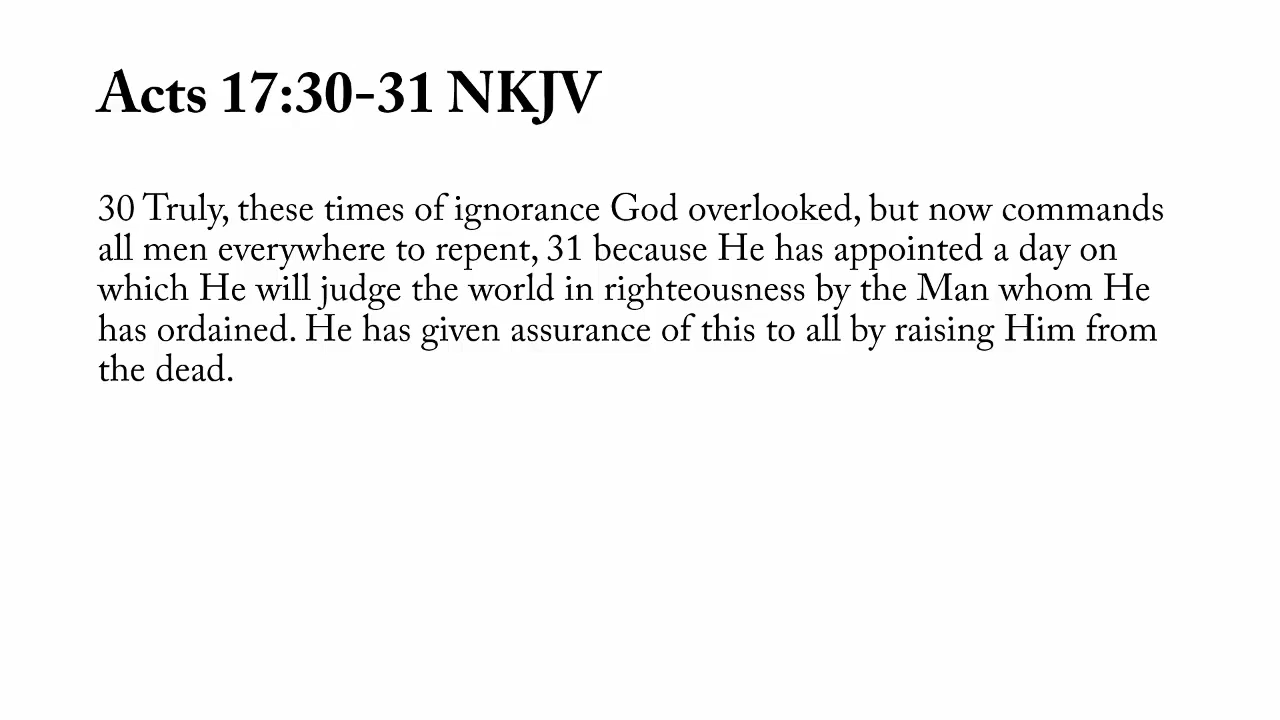 Acts 17:30-31 NKJV
30 Truly, these times of ignorance God overlooked, but now commands
all men everywhere to repent, 31 because He has appointed a day on
which He will judge the world in righteousness by the Man whom He
has ordained. He has given assurance of this to all by raising Him from
the dead.